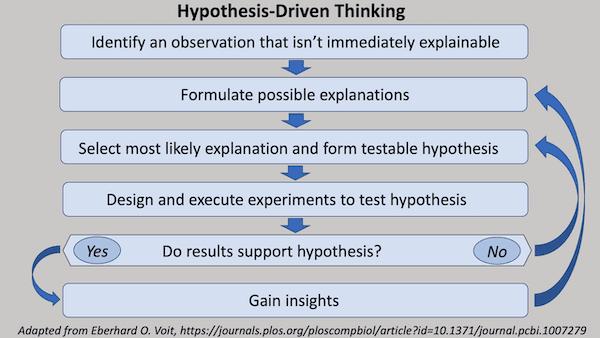 Hypothesis-Driven Thinking
Identify an observation that isn't immediately explainable
Formulate possible explanations
Select most likely explanation and form testable hypothesis
Design and execute experiments to test hypothesis
Yes Do results support hypothesis? No
Gain insights
Adapted from Eberhard O. Voit, https://journals.plos.org/ploscompbiol/article?id=10.1371/journal.pcbi.1007279